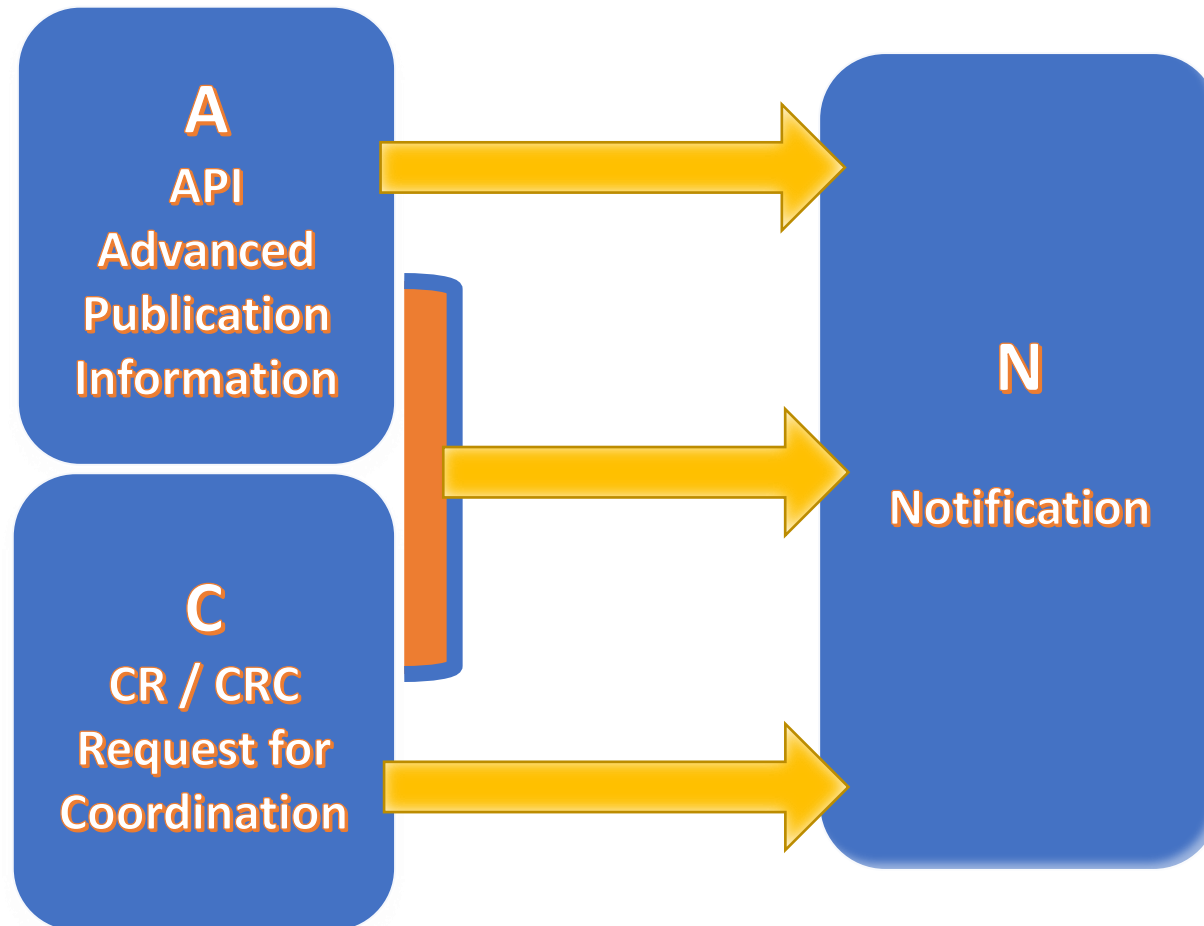 A
API
Advanced
Publication
Information
C
CR / CRC
Request for
Coordination
N
Notification